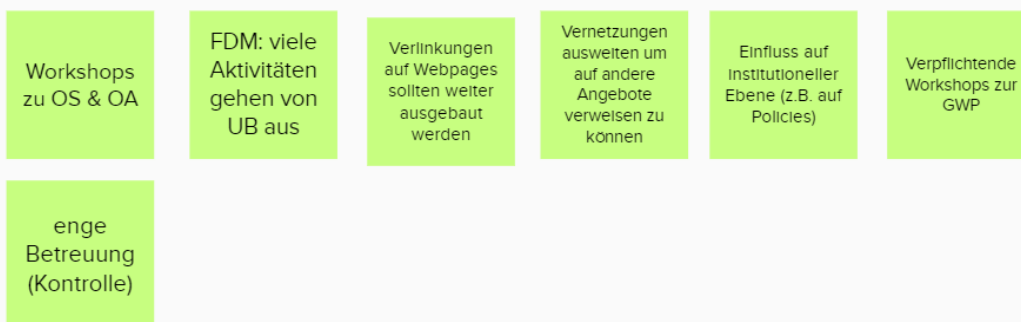 Workshops
zu OS & OA
FDM: viele
Aktivitäten
gehen von
UB aus
Verlinkungen
auf Webpages
sollten weiter
ausgebaut
werden
Vernetzungen
ausweiten um
auf andere
Angebote
verweisen zu
können
Einfluss auf
institutioneller
Ebene (z.B. auf
Policies)
Verpflichtende
Workshops zur
GWP
enge
Betreuung
(Kontrolle)